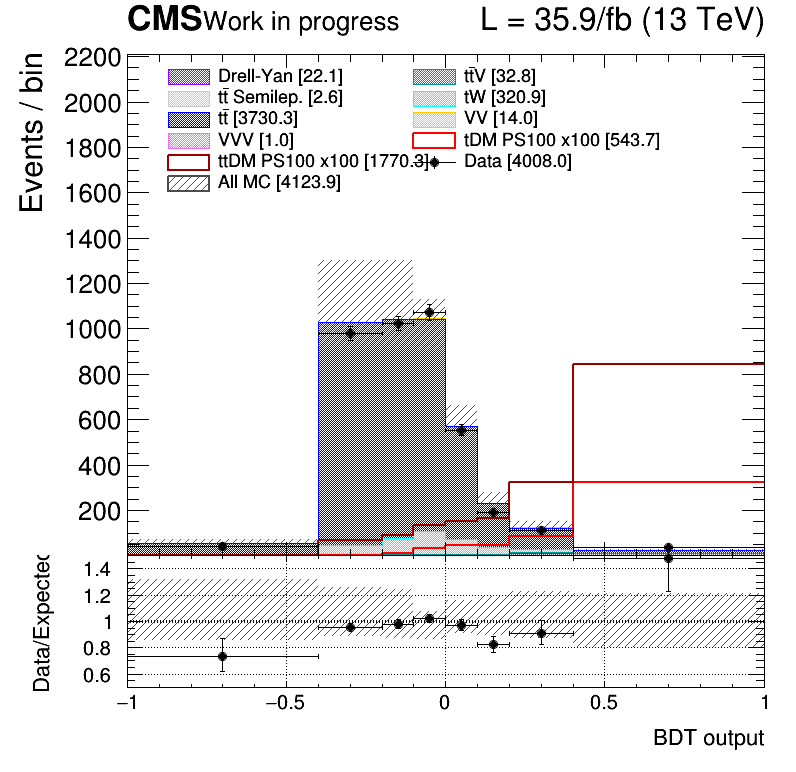 CMS Work in progress L = 35.9/fb (13 TeV)
Events / bin
2200
2000
1800
1600
1400
1200
1000
800
600
400
200
Drell-Yan [22.1] tt̄V [32.8]
tt̄ Semilep. [2.6] tW [320.9]
tt̄ [3730.3] VV [14.0]
VVV [1.0] tDM PS100 x100 [543.7]
ttDM PS100 x100 [1770.3] Data [4008.0]
All MC [4123.9]
Data/Expected
1.4
1.2
1
0.8
0.6
−1 −0.5 0 0.5 1
BDT output